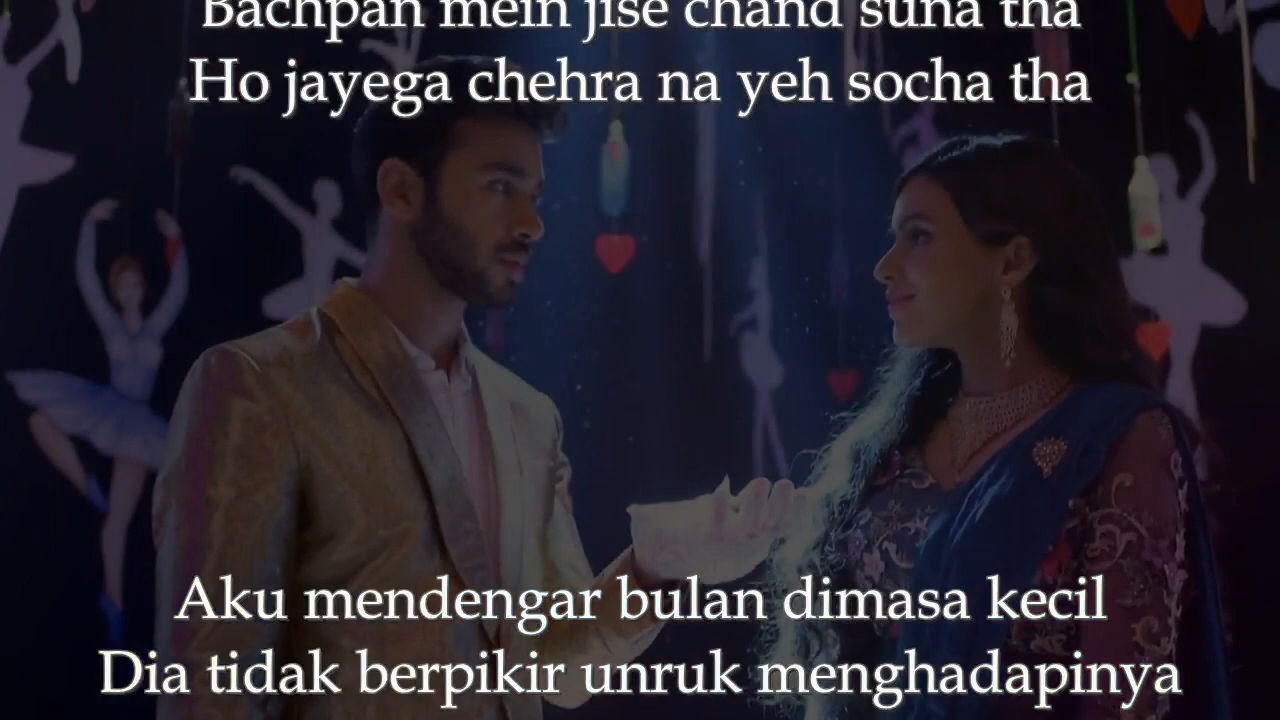 Bachpan mein jise chand suna tha
Ho jayega chehra na yeh socha tha
Aku mendengar bulan dimasa kecil
Dia tidak berpikir unruk menghadapinya